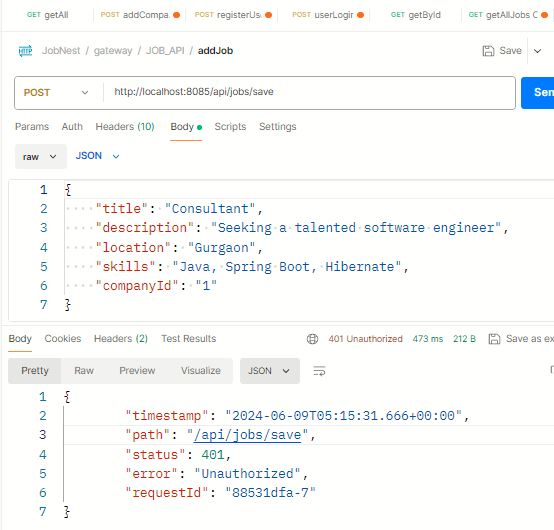 GET getAll POST addCompa. POST registerUse POST userLogin GET getById GET getAllJobs C
HTTP JobNest / gateway / JOB_API / addJob Save
POST http://localhost:8085/api/jobs/save Sen
Params Auth Headers (10) Body Scripts Settings
raw JSON
1 {
2 "title": "Consultant",
3 "description": "Seeking a talented software engineer",
4 "location": "Gurgaon",
5 "skills": "Java, Spring Boot, Hibernate",
6 "companyId": "1"
7 }
Body Cookies Headers (2) Test Results 401 Unauthorized 473 ms 212 B Save as ex
Pretty Raw Preview Visualize JSON
1 {
2 "timestamp": "2024-06-09T05:15:31.666+00:00",
3 "path": "/api/jobs/save",
4 "status": 401,
5 "error": "Unauthorized",
6 "requestId": "88531dfa-7"
7 }